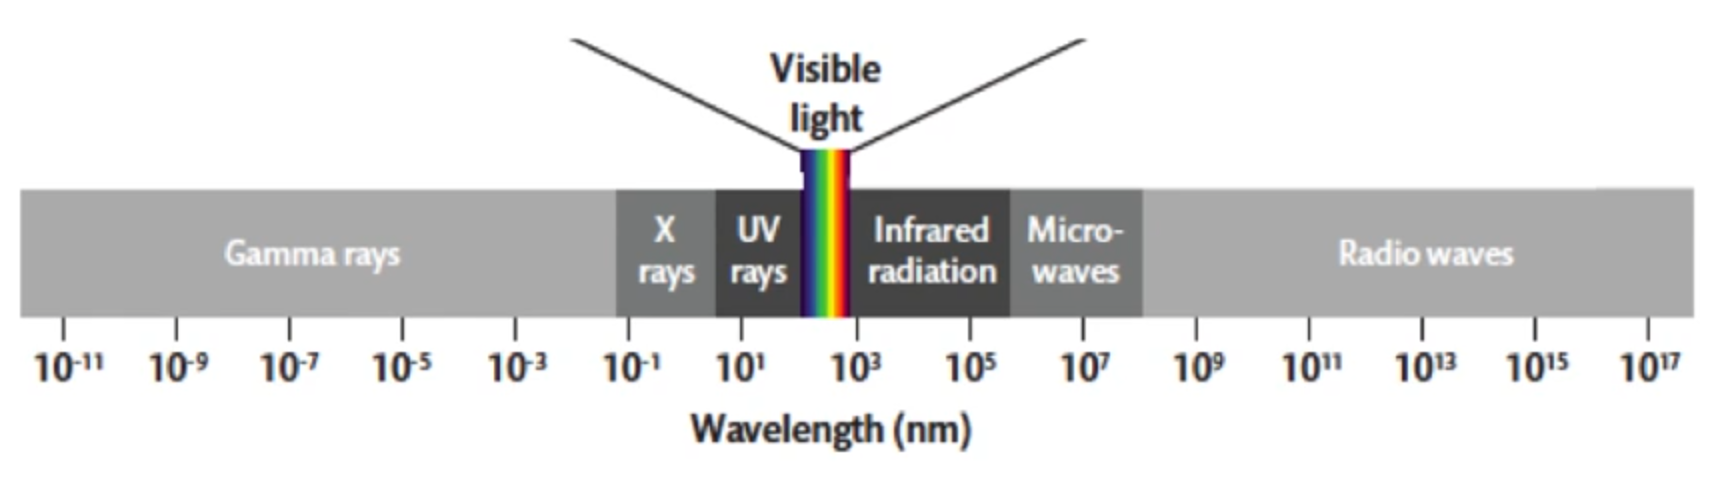 Visible
light
Gamma rays
X
rays
UV
rays
Infrared
radiation
Micro-
waves
Radio waves
10⁻¹¹ 10⁻⁹ 10⁻⁷ 10⁻⁵ 10⁻³ 10⁻¹ 10¹ 10³ 10⁵ 10⁷ 10⁹ 10¹¹ 10¹³ 10¹⁵ 10¹⁷
Wavelength (nm)